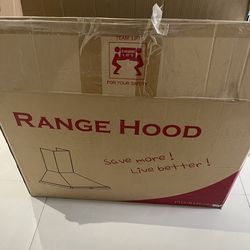 TEAM LIFT
FOR YOUR SAFETY
RANGE HOOD
Save more!
Live better!